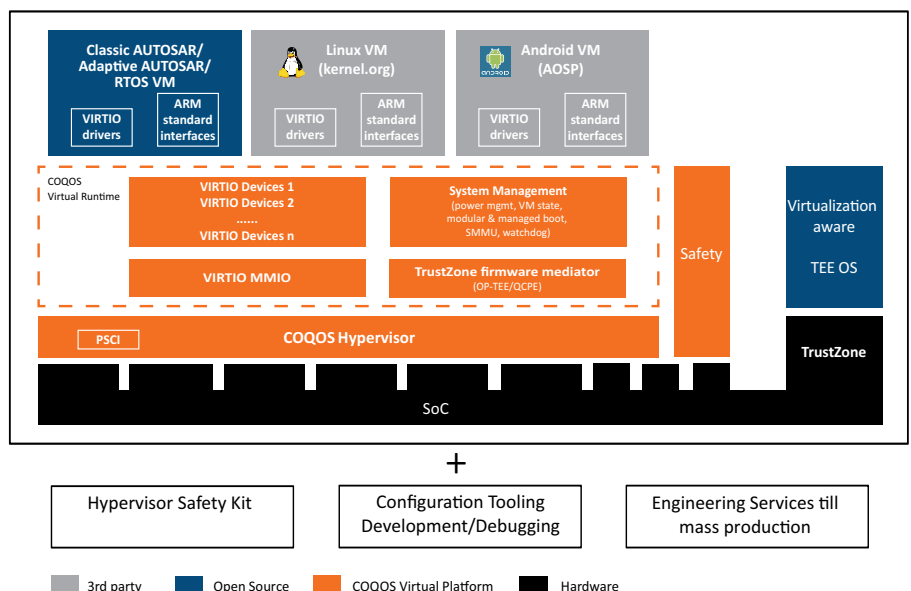 Classic AUTOSAR/
Adaptive AUTOSAR/
RTOS VM
VIRTIO
drivers
ARM
standard
interfaces
Linux VM
(kernel.org)
VIRTIO
drivers
ARM
standard
interfaces
ANDROID
Android VM
(AOSP)
VIRTIO
drivers
ARM
standard
interfaces
COQOS
Virtual Runtime
VIRTIO Devices 1
VIRTIO Devices 2
......
VIRTIO Devices n
System Management
(power mgmt, VM state,
modular & managed boot,
SMMU, watchdog)
VIRTIO MMIO
TrustZone firmware mediator
(OP-TEE/QCPE)
Safety
Virtualization
aware
TEE OS
PSCI
COQOS Hypervisor
TrustZone
SoC
+
Hypervisor Safety Kit
Configuration Tooling
Development/Debugging
Engineering Services till
mass production
3rd party
Open Source
COQOS Virtual Platform
Hardware